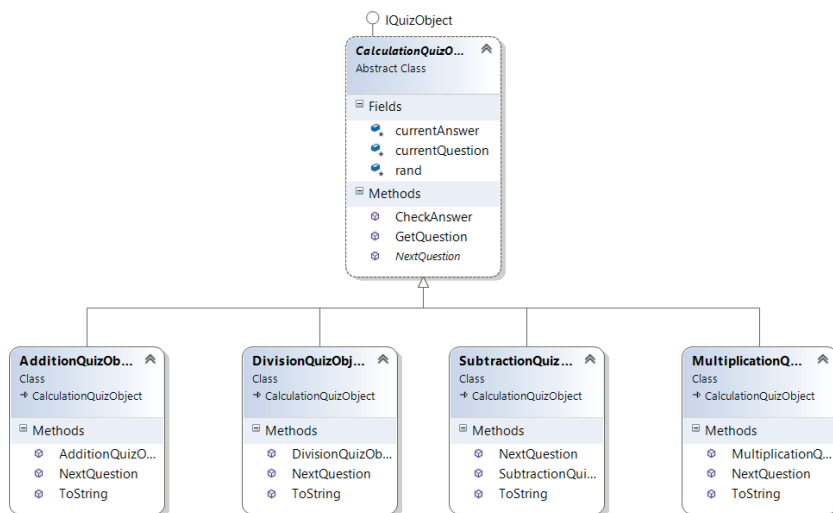 IQuizObject
CalculationQuizO...
Abstract Class
Fields
currentAnswer
currentQuestion
rand
Methods
CheckAnswer
GetQuestion
NextQuestion
AdditionQuizOb...
Class
CalculationQuizObject
Methods
AdditionQuizO...
NextQuestion
ToString
DivisionQuizObj...
Class
CalculationQuizObject
Methods
DivisionQuizOb...
NextQuestion
ToString
SubtractionQuiz...
Class
CalculationQuizObject
Methods
NextQuestion
SubtractionQui...
ToString
MultiplicationQ...
Class
CalculationQuizObject
Methods
MultiplicationQ...
NextQuestion
ToString